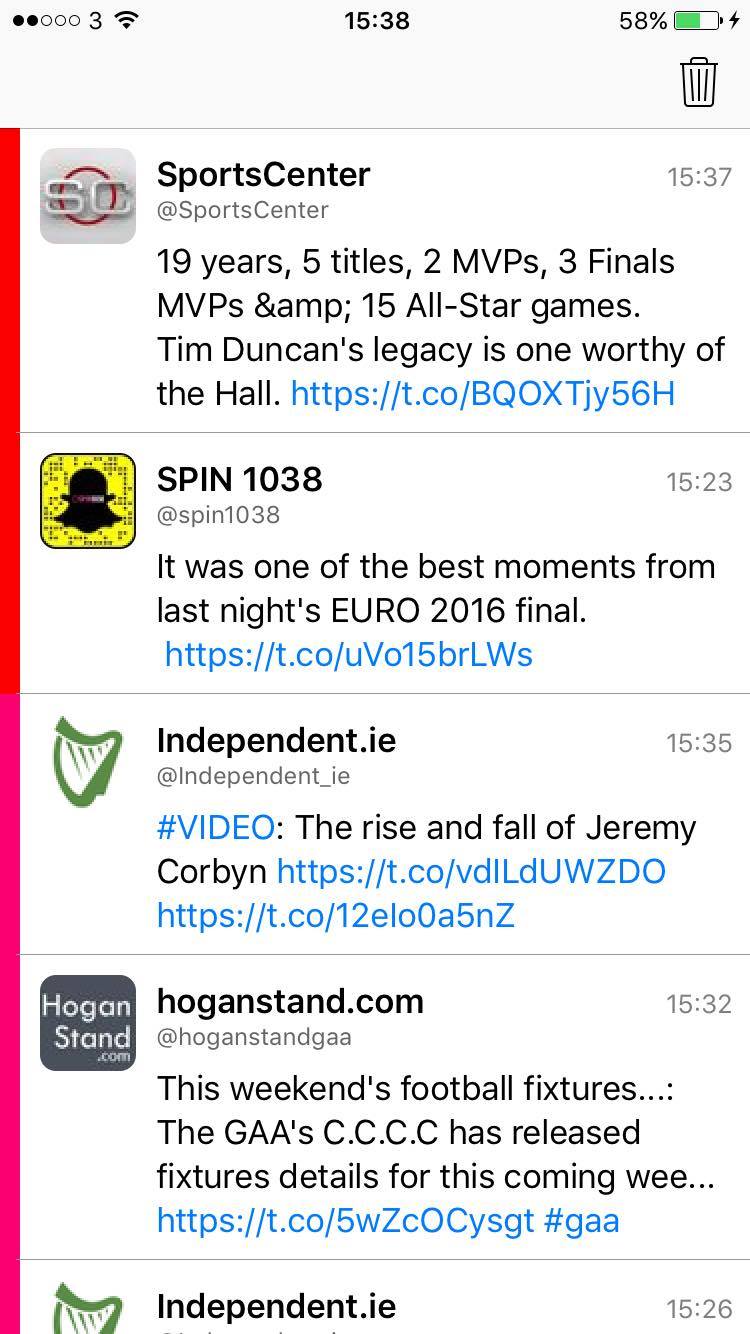 3 15:38 58%
SC
SportsCenter 15:37
@SportsCenter
19 years, 5 titles, 2 MVPs, 3 Finals
MVPs &amp; 15 All-Star games.
Tim Duncan's legacy is one worthy of
the Hall. https://t.co/BQOXTjy56H
SPIN 1038 15:23
@spin1038
It was one of the best moments from
last night's EURO 2016 final.
https://t.co/uVo15brLWs
Independent.ie 15:35
@Independent_ie
#VIDEO: The rise and fall of Jeremy
Corbyn https://t.co/vdlLdUWZDO
https://t.co/12elo0a5nZ
Hogan
Stand
.com
hoganstand.com 15:32
@hoganstandgaa
This weekend's football fixtures...:
The GAA's C.C.C.C has released
fixtures details for this coming wee...
https://t.co/5wZcOCysgt #gaa
Independent.ie 15:26